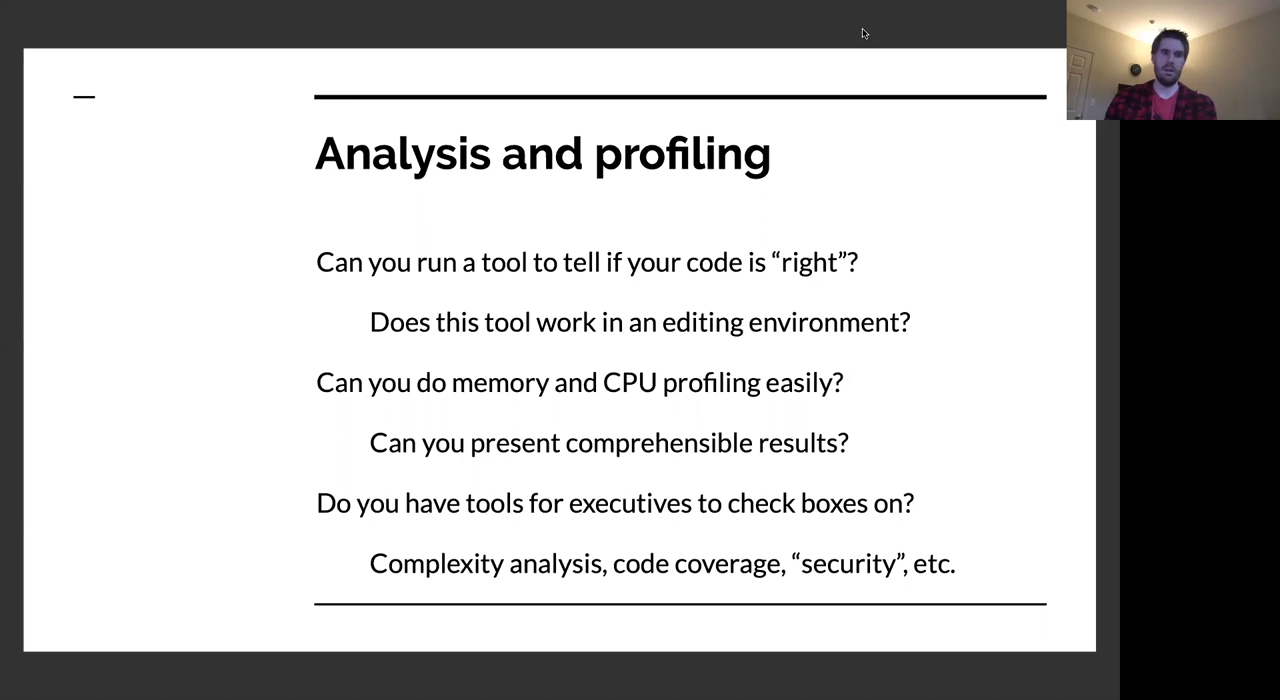 Analysis and profiling
Can you run a tool to tell if your code is “right”?
Does this tool work in an editing environment?
Can you do memory and CPU profiling easily?
Can you present comprehensible results?
Do you have tools for executives to check boxes on?
Complexity analysis, code coverage, “security”, etc.